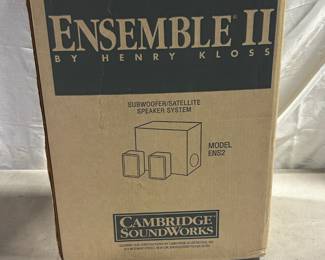 ENSEMBLE® II
BY HENRY KLOSS
SUBWOOFER/SATELLITE
SPEAKER SYSTEM
MODEL
ENS2
CAMBRIDGE
SOUNDWORKS